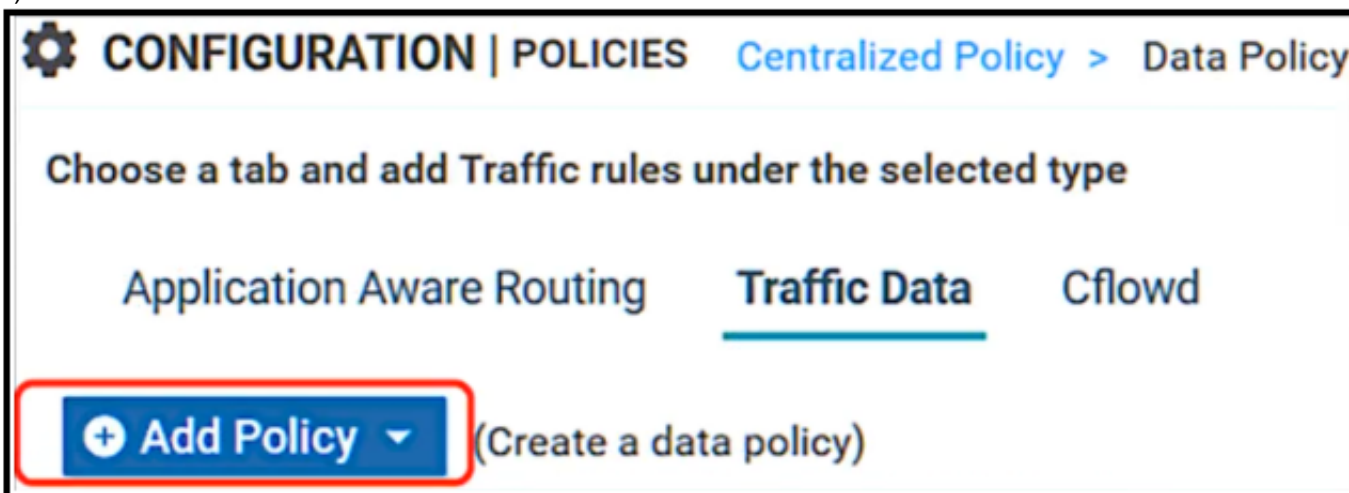 CONFIGURATION | POLICIES Centralized Policy > Data Policy
Choose a tab and add Traffic rules under the selected type
Application Aware Routing Traffic Data Cflowd
Add Policy (Create a data policy)